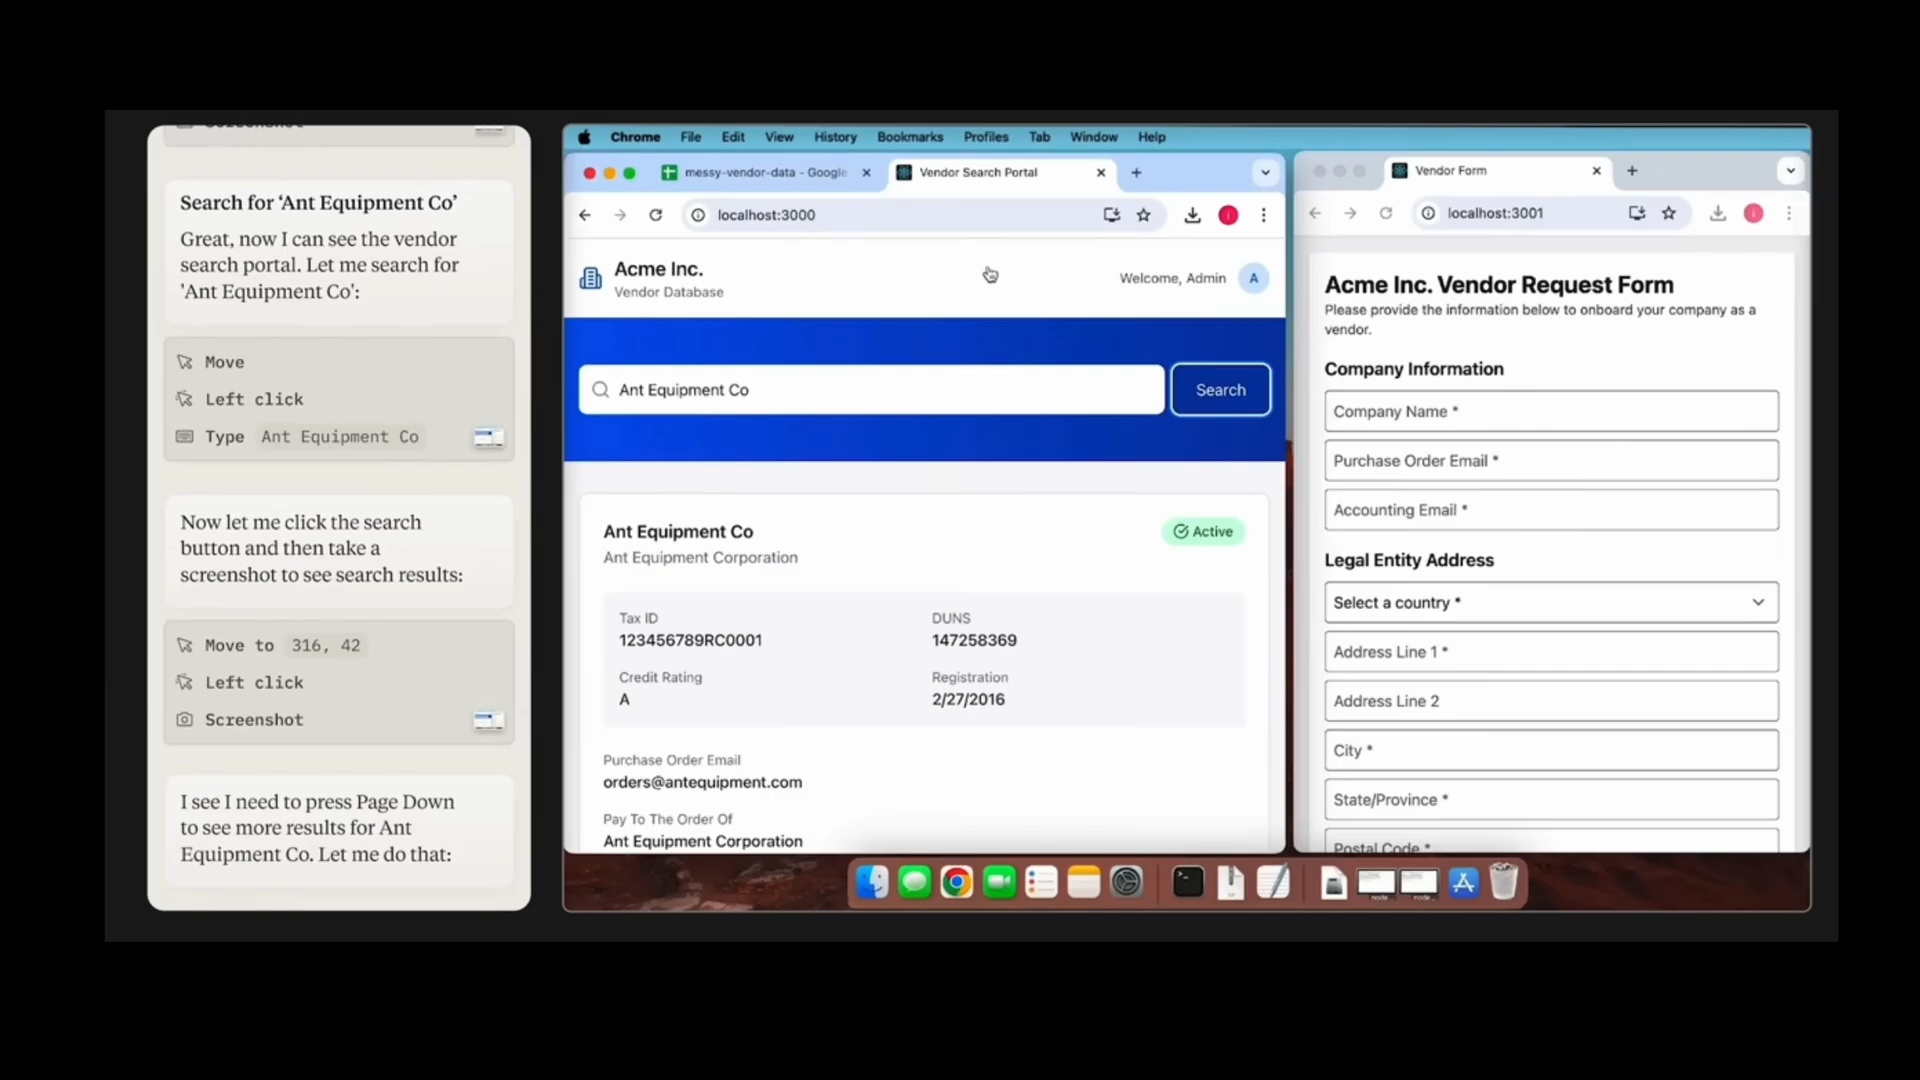 Screenshot
Search for ‘Ant Equipment Co’
Great, now I can see the vendor
search portal. Let me search for
'Ant Equipment Co':
Move
Left click
Type Ant Equipment Co
Now let me click the search
button and then take a
screenshot to see search results:
Move to 316, 42
Left click
Screenshot
I see I need to press Page Down
to see more results for Ant
Equipment Co. Let me do that:
Chrome File Edit View History Bookmarks Profiles Tab Window Help
messy-vendor-data - Google
Vendor Search Portal
localhost:3000
Acme Inc.
Vendor Database
Welcome, Admin
A
Ant Equipment Co
Search
Ant Equipment Co
Active
Ant Equipment Corporation
Tax ID
123456789RC0001
DUNS
147258369
Credit Rating
A
Registration
2/27/2016
Purchase Order Email
orders@antequipment.com
Pay To The Order Of
Ant Equipment Corporation
Vendor Form
localhost:3001
Acme Inc. Vendor Request Form
Please provide the information below to onboard your company as a
vendor.
Company Information
Company Name *
Purchase Order Email *
Accounting Email *
Legal Entity Address
Select a country *
Address Line 1 *
Address Line 2
City *
State/Province *
Postal Code *